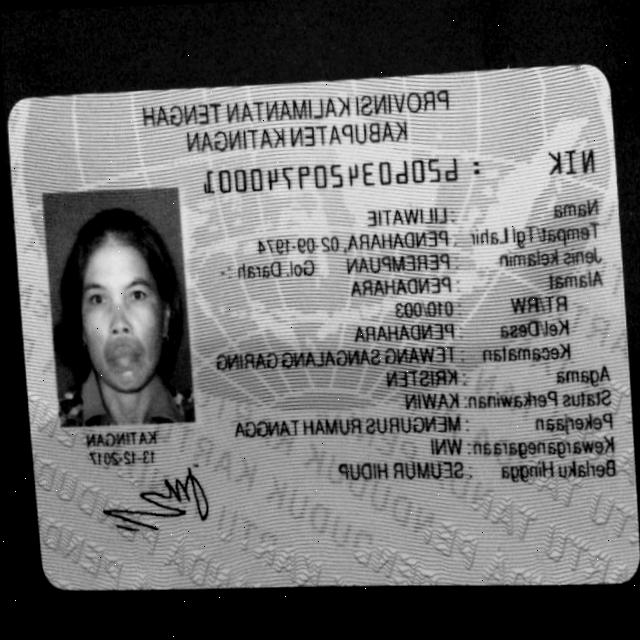 PROVINSI KALIMANTAN TENGAH
KABUPATEN KATINGAN
NIK : 6206034209740001
Nama : LILIWATIE
Tempat/Tgl Lahir : PENDAHARA, 02-09-1974
Jenis kelamin : PEREMPUAN Gol. Darah : -
Alamat : PENDAHARA
RT/RW : 010/003
Kel/Desa : PENDAHARA
Kecamatan : TEWANG SANGALANG GARING
Agama : KRISTEN
Status Perkawinan: KAWIN
Pekerjaan : MENGURUS RUMAH TANGGA
Kewarganegaraan: WNI
Berlaku Hingga : SEUMUR HIDUP
KATINGAN
13-12-2017